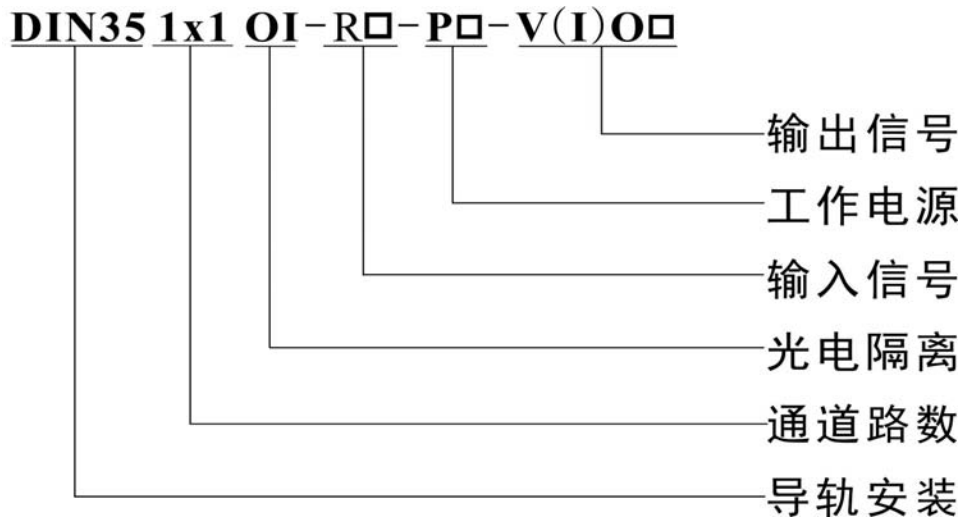 DIN35 1x1 OI-R□-P□-V(I)O□
输出信号
工作电源
输入信号
光电隔离
通道路数
导轨安装